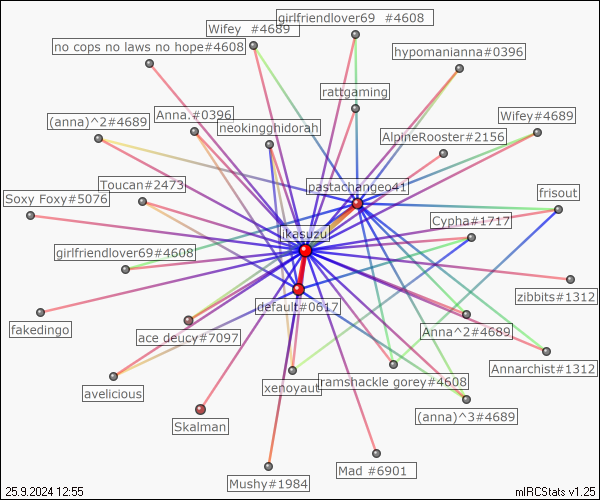 girlfriendlover69 #4608
Wifey #4689
no cops no laws no hope#4608
hypomanianna#0396
rattgaming
(anna)^2#4689
Anna.#0396
neokingghidorah
Wifey#4689
AlpineRooster#2156
Toucan#2473
pastachangeo41
Soxy Foxy#5076
frisout
Cypha#1717
ikasuzu
girlfriendlover69#4608
zibbits#1312
default#0617
fakedingo
ace deucy#7097
Anna^2#4689
Annarchist#1312
avelicious
xenoyaut
ramshackle gorey#4608
(anna)^3#4689
Skalman
Mad #6901
Mushy#1984
25.9.2024 12:55
mIRCStats v1.25